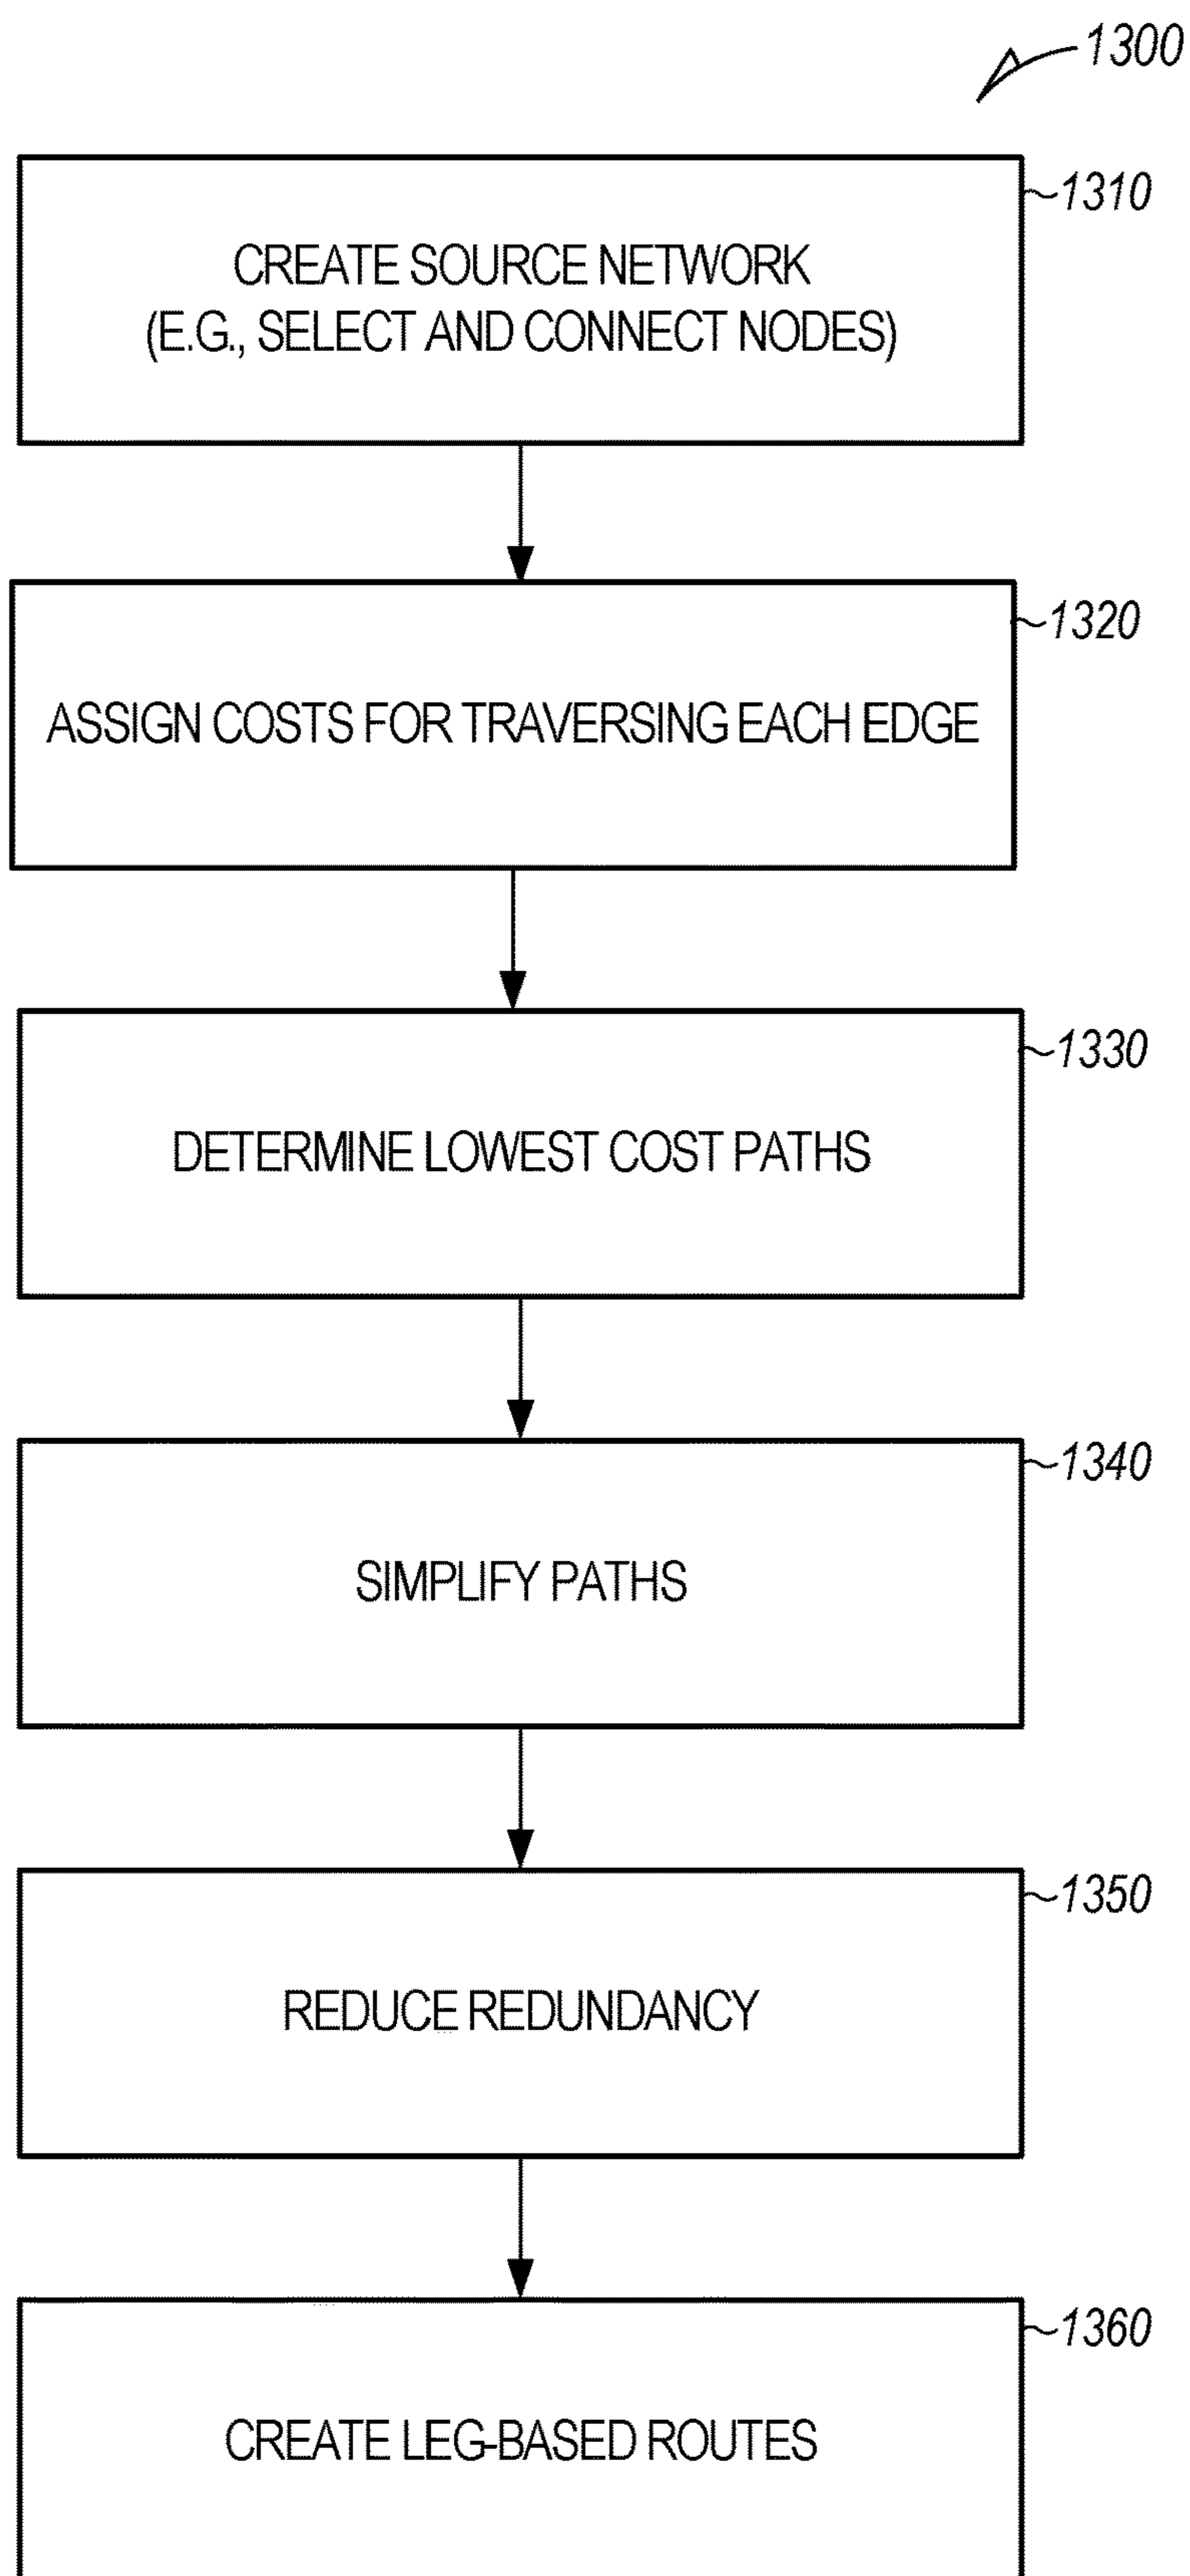 1300
1310
CREATE SOURCE NETWORK
(E.G., SELECT AND CONNECT NODES)
1320
ASSIGN COSTS FOR TRAVERSING EACH EDGE
1330
DETERMINE LOWEST COST PATHS
1340
SIMPLIFY PATHS
1350
REDUCE REDUNDANCY
1360
CREATE LEG-BASED ROUTES